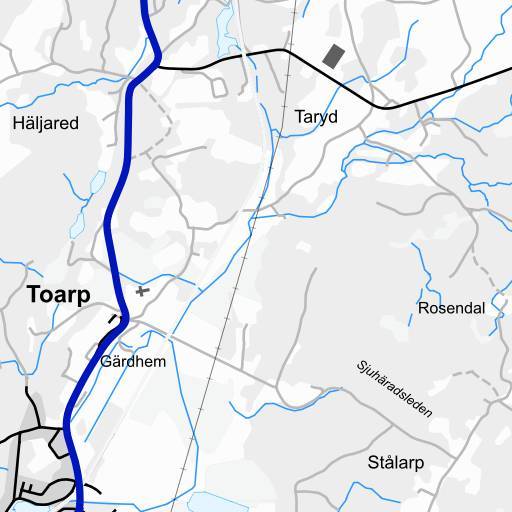 Taryd
Häljared
Toarp
Rosendal
Gärdhem
Sjuhäradsleden
Stålarp